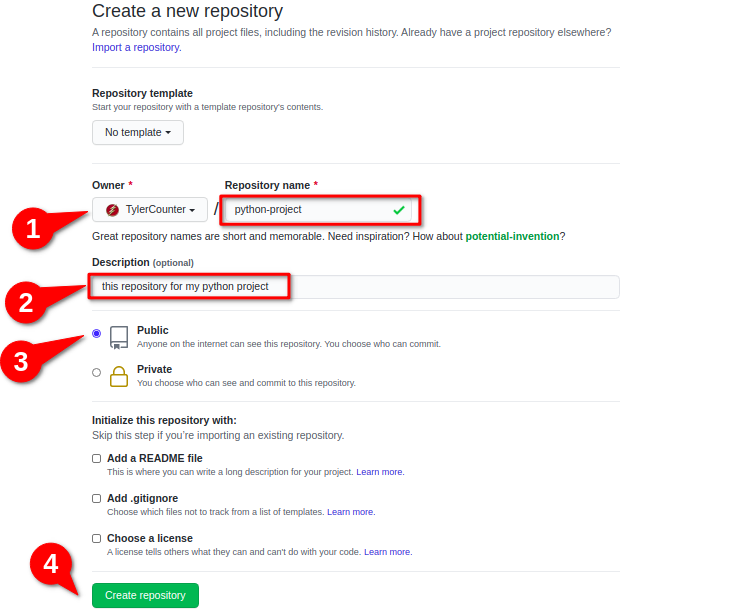 Create a new repository
A repository contains all project files, including the revision history. Already have a project repository elsewhere?
Import a repository.
Repository template
Start your repository with a template repository's contents.
No template
Owner * Repository name *
1 TylerCounter / python-project
Great repository names are short and memorable. Need inspiration? How about potential-invention?
Description (optional)
2 this repository for my python project
Public
3 Anyone on the internet can see this repository. You choose who can commit.
Private
You choose who can see and commit to this repository.
Initialize this repository with:
Skip this step if you're importing an existing repository.
Add a README file
This is where you can write a long description for your project. Learn more.
Add .gitignore
Choose which files not to track from a list of templates. Learn more.
Choose a license
A license tells others what they can and can't do with your code. Learn more.
4 Create repository